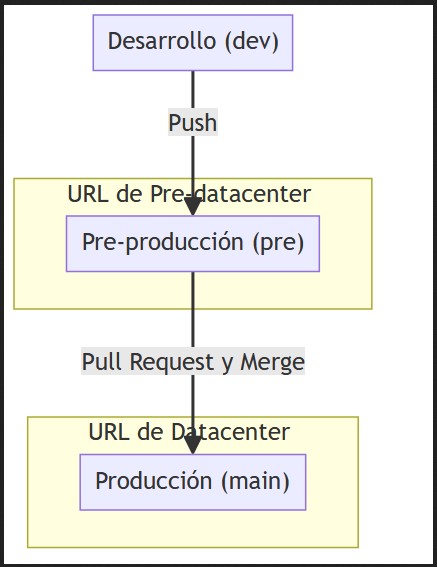 Desarrollo (dev)
Push
URL de Pre-datacenter
Pre-producción (pre)
Pull Request y Merge
URL de Datacenter
Producción (main)